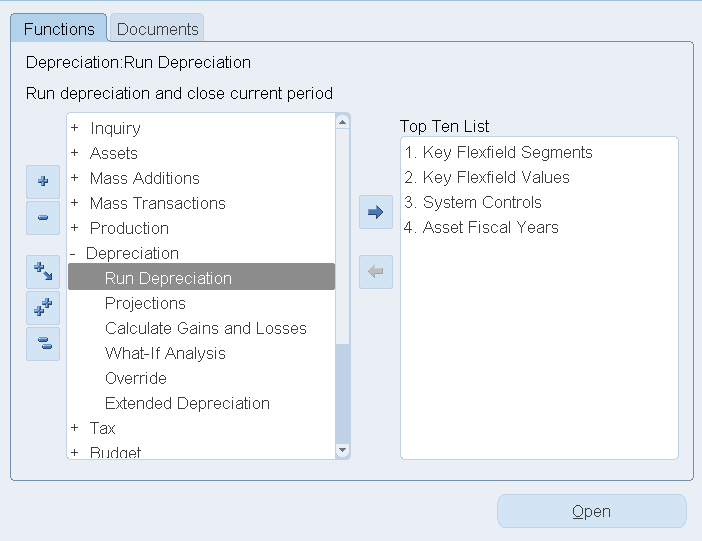 Functions Documents
Depreciation:Run Depreciation
Run depreciation and close current period
+ Inquiry
+ Assets
+ Mass Additions
+ Mass Transactions
+ Production
- Depreciation
Run Depreciation
Projections
Calculate Gains and Losses
What-If Analysis
Override
Extended Depreciation
+ Tax
+ Budget
Top Ten List
1. Key Flexfield Segments
2. Key Flexfield Values
3. System Controls
4. Asset Fiscal Years
Open